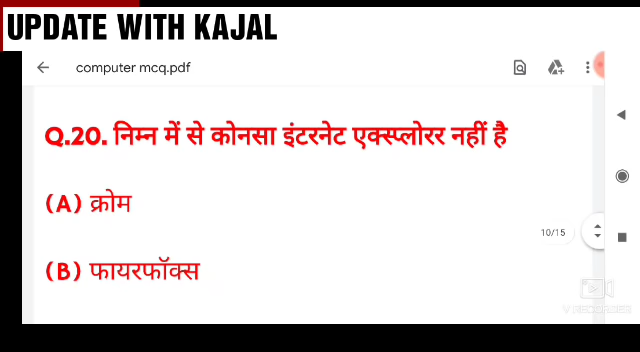 UPDATE WITH KAJAL
computer mcq.pdf
Q.20. निम्न में से कोनसा इंटरनेट एक्स्प्लोरर नहीं है
(A) क्रोम
10/15
(B) फायरफॉक्स